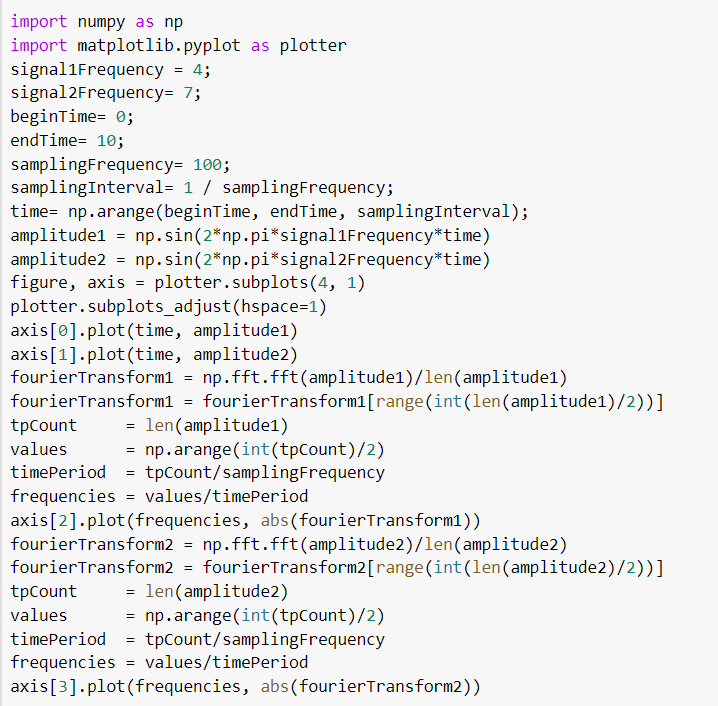 import numpy as np
import matplotlib.pyplot as plotter
signal1Frequency = 4;
signal2Frequency= 7;
beginTime= 0;
endTime= 10;
samplingFrequency= 100;
samplingInterval= 1 / samplingFrequency;
time= np.arange(beginTime, endTime, samplingInterval);
amplitude1 = np.sin(2*np.pi*signal1Frequency*time)
amplitude2 = np.sin(2*np.pi*signal2Frequency*time)
figure, axis = plotter.subplots(4, 1)
plotter.subplots_adjust(hspace=1)
axis[0].plot(time, amplitude1)
axis[1].plot(time, amplitude2)
fourierTransform1 = np.fft.fft(amplitude1)/len(amplitude1)
fourierTransform1 = fourierTransform1[range(int(len(amplitude1)/2))]
tpCount     = len(amplitude1)
values      = np.arange(int(tpCount)/2)
timePeriod  = tpCount/samplingFrequency
frequencies = values/timePeriod
axis[2].plot(frequencies, abs(fourierTransform1))
fourierTransform2 = np.fft.fft(amplitude2)/len(amplitude2)
fourierTransform2 = fourierTransform2[range(int(len(amplitude2)/2))]
tpCount     = len(amplitude2)
values      = np.arange(int(tpCount)/2)
timePeriod  = tpCount/samplingFrequency
frequencies = values/timePeriod
axis[3].plot(frequencies, abs(fourierTransform2))